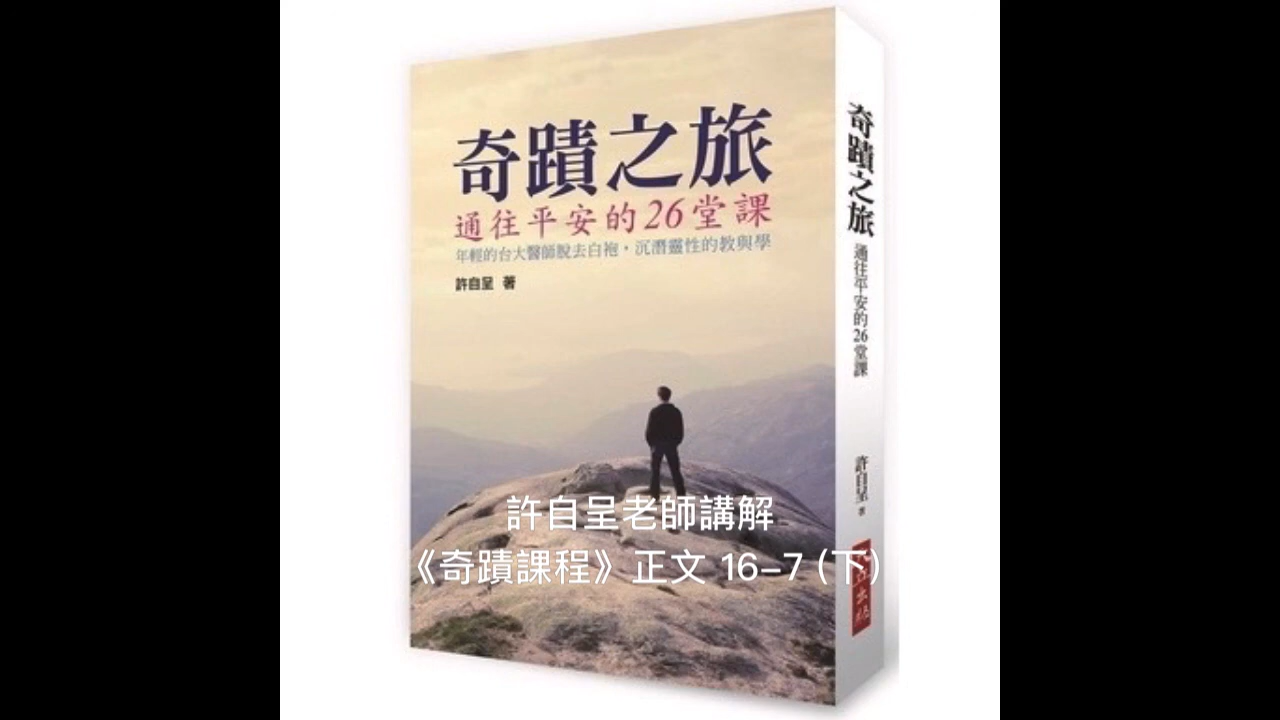 奇蹟之旅
通往平安的26堂課
年輕的台大醫師脫去白袍,沉潛靈性的教與學
許自呈 著
奇蹟之旅
通往平安的26堂課
許自呈 著
許自呈老師講解
《奇蹟課程》正文 16–7 (下)